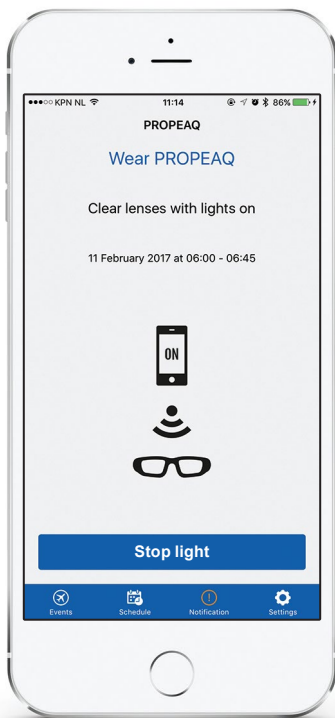 KPN NL 11:14 86%
PROPEAQ
Wear PROPEAQ
Clear lenses with lights on
11 February 2017 at 06:00 - 06:45
ON
Stop light
Events Schedule Notification Settings